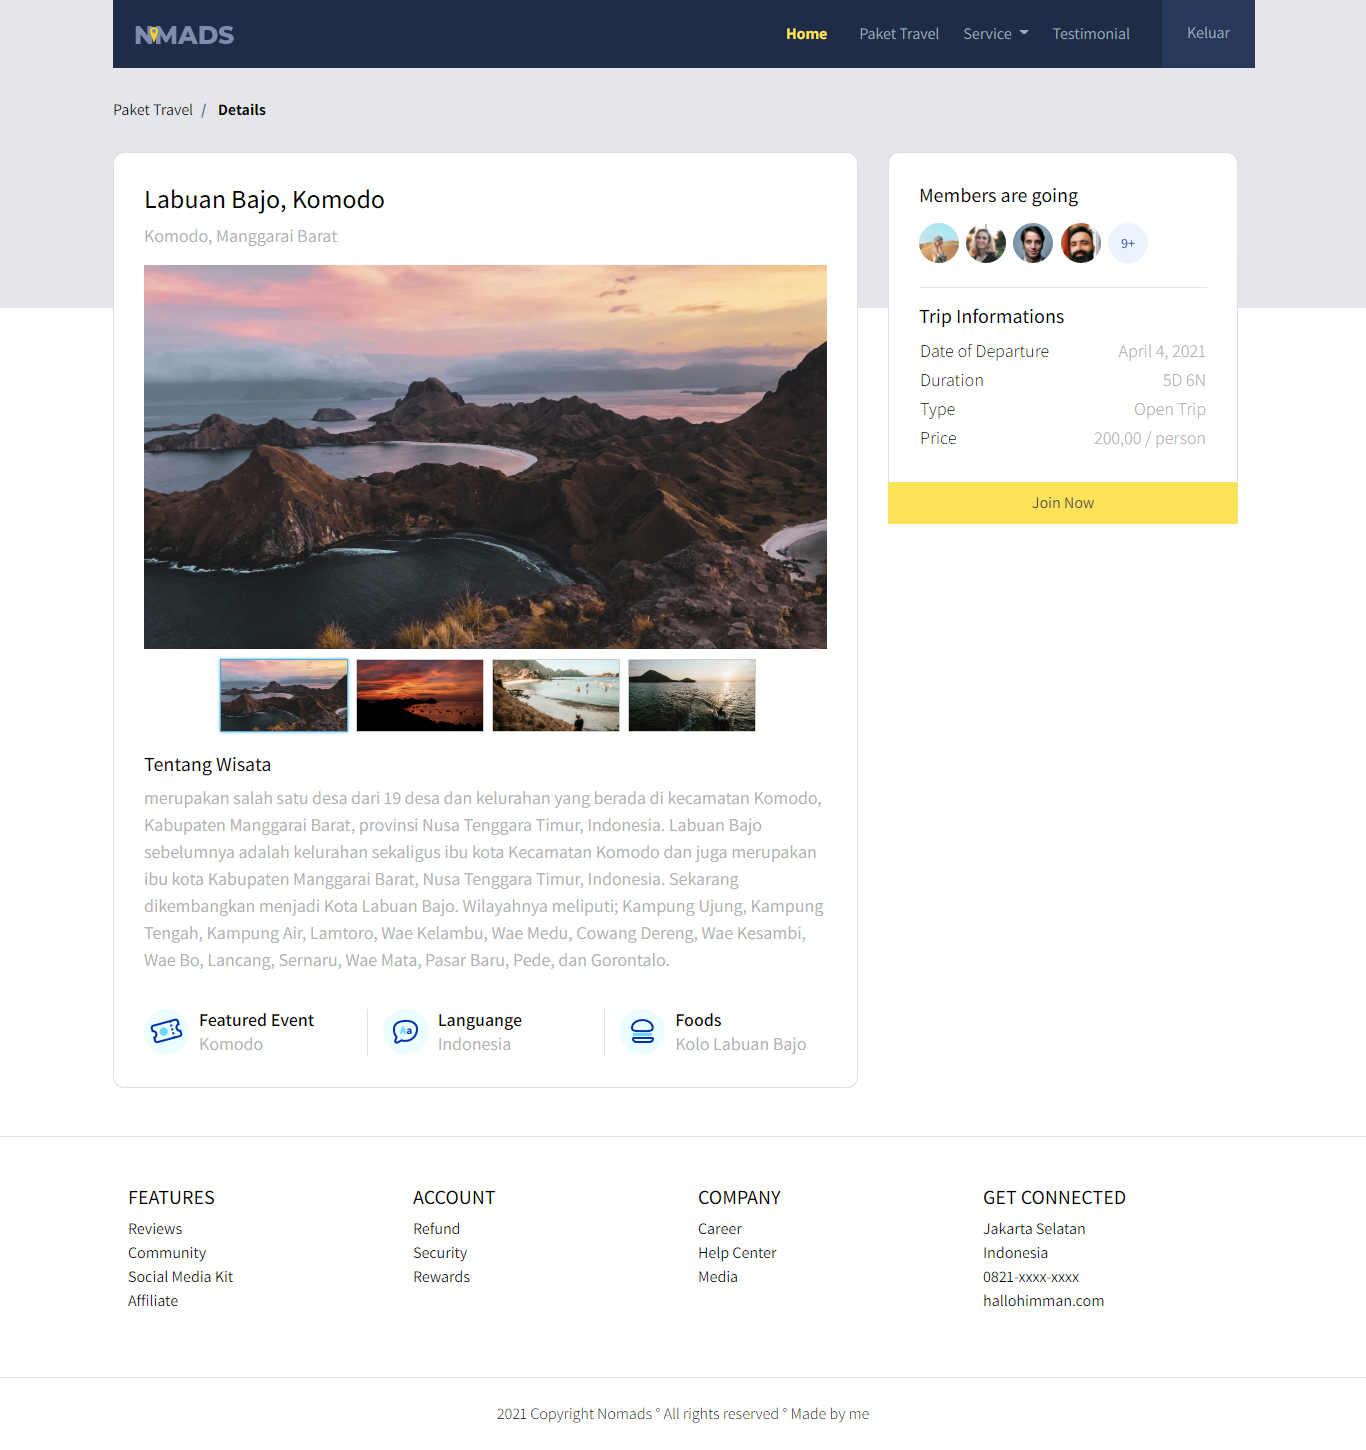 NOMADS
Home
Paket Travel
Service
Testimonial
Keluar
Paket Travel / Details
Labuan Bajo, Komodo
Komodo, Manggarai Barat
Tentang Wisata
merupakan salah satu desa dari 19 desa dan kelurahan yang berada di kecamatan Komodo,
Kabupaten Manggarai Barat, provinsi Nusa Tenggara Timur, Indonesia. Labuan Bajo
sebelumnya adalah kelurahan sekaligus ibu kota Kecamatan Komodo dan juga merupakan
ibu kota Kabupaten Manggarai Barat, Nusa Tenggara Timur, Indonesia. Sekarang
dikembangkan menjadi Kota Labuan Bajo. Wilayahnya meliputi; Kampung Ujung, Kampung
Tengah, Kampung Air, Lamtoro, Wae Kelambu, Wae Medu, Cowang Dereng, Wae Kesambi,
Wae Bo, Lancang, Sernaru, Wae Mata, Pasar Baru, Pede, dan Gorontalo.
Featured Event
Komodo
Aa
Languange
Indonesia
Foods
Kolo Labuan Bajo
Members are going
9+
Trip Informations
Date of Departure April 4, 2021
Duration 5D 6N
Type Open Trip
Price 200,00 / person
Join Now
FEATURES
Reviews
Community
Social Media Kit
Affiliate
ACCOUNT
Refund
Security
Rewards
COMPANY
Career
Help Center
Media
GET CONNECTED
Jakarta Selatan
Indonesia
0821-xxxx-xxxx
hallohimman.com
2021 Copyright Nomads ° All rights reserved ° Made by me